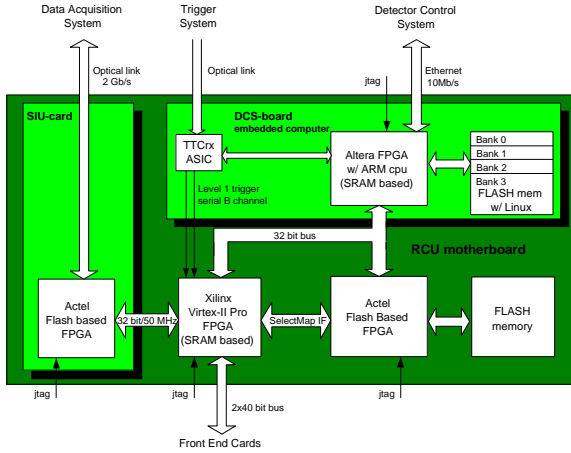 Data Acquisition
System
Trigger
System
Detector Control
System
Optical link
2 Gb/s
Optical link
Ethernet
10Mb/s
jtag
SIU-card
DCS-board
embedded computer
TTCrx
ASIC
Altera FPGA
w/ ARM cpu
(SRAM based)
Bank 0
Bank 1
Bank 2
Bank 3
FLASH mem
w/ Linux
Level 1 trigger
serial B channel
32 bit bus
RCU motherboard
Actel
Flash based
FPGA
32 bit/50 MHz
Xilinx
Virtex-II Pro
FPGA
(SRAM based)
SelectMap IF
Actel
Flash Based
FPGA
FLASH
memory
jtag
jtag
jtag
2x40 bit bus
Front End Cards